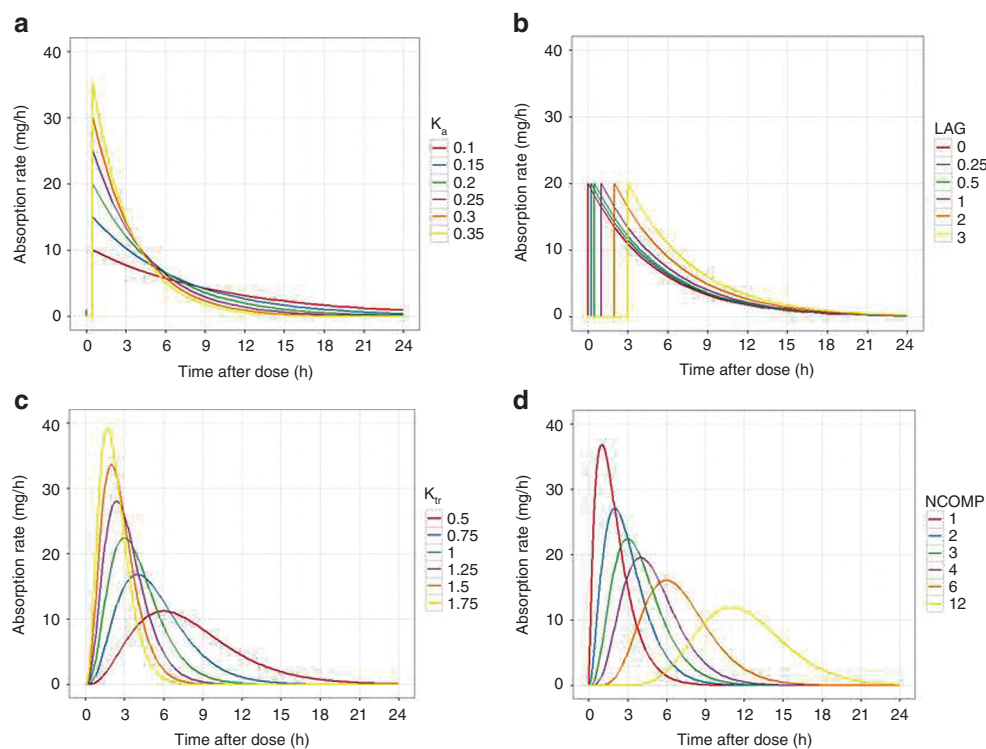 a
40
30
20
10
0
Absorption rate (mg/h)
0 3 6 9 12 15 18 21 24
Time after dose (h)
Ka
0.1
0.15
0.2
0.25
0.3
0.35
b
40
30
20
10
0
Absorption rate (mg/h)
0 3 6 9 12 15 18 21 24
Time after dose (h)
LAG
0
0.25
0.5
1
2
3
c
40
30
20
10
0
Absorption rate (mg/h)
0 3 6 9 12 15 18 21 24
Time after dose (h)
Ktr
0.5
0.75
1
1.25
1.5
1.75
d
40
30
20
10
0
Absorption rate (mg/h)
0 3 6 9 12 15 18 21 24
Time after dose (h)
NCOMP
1
2
3
4
6
12